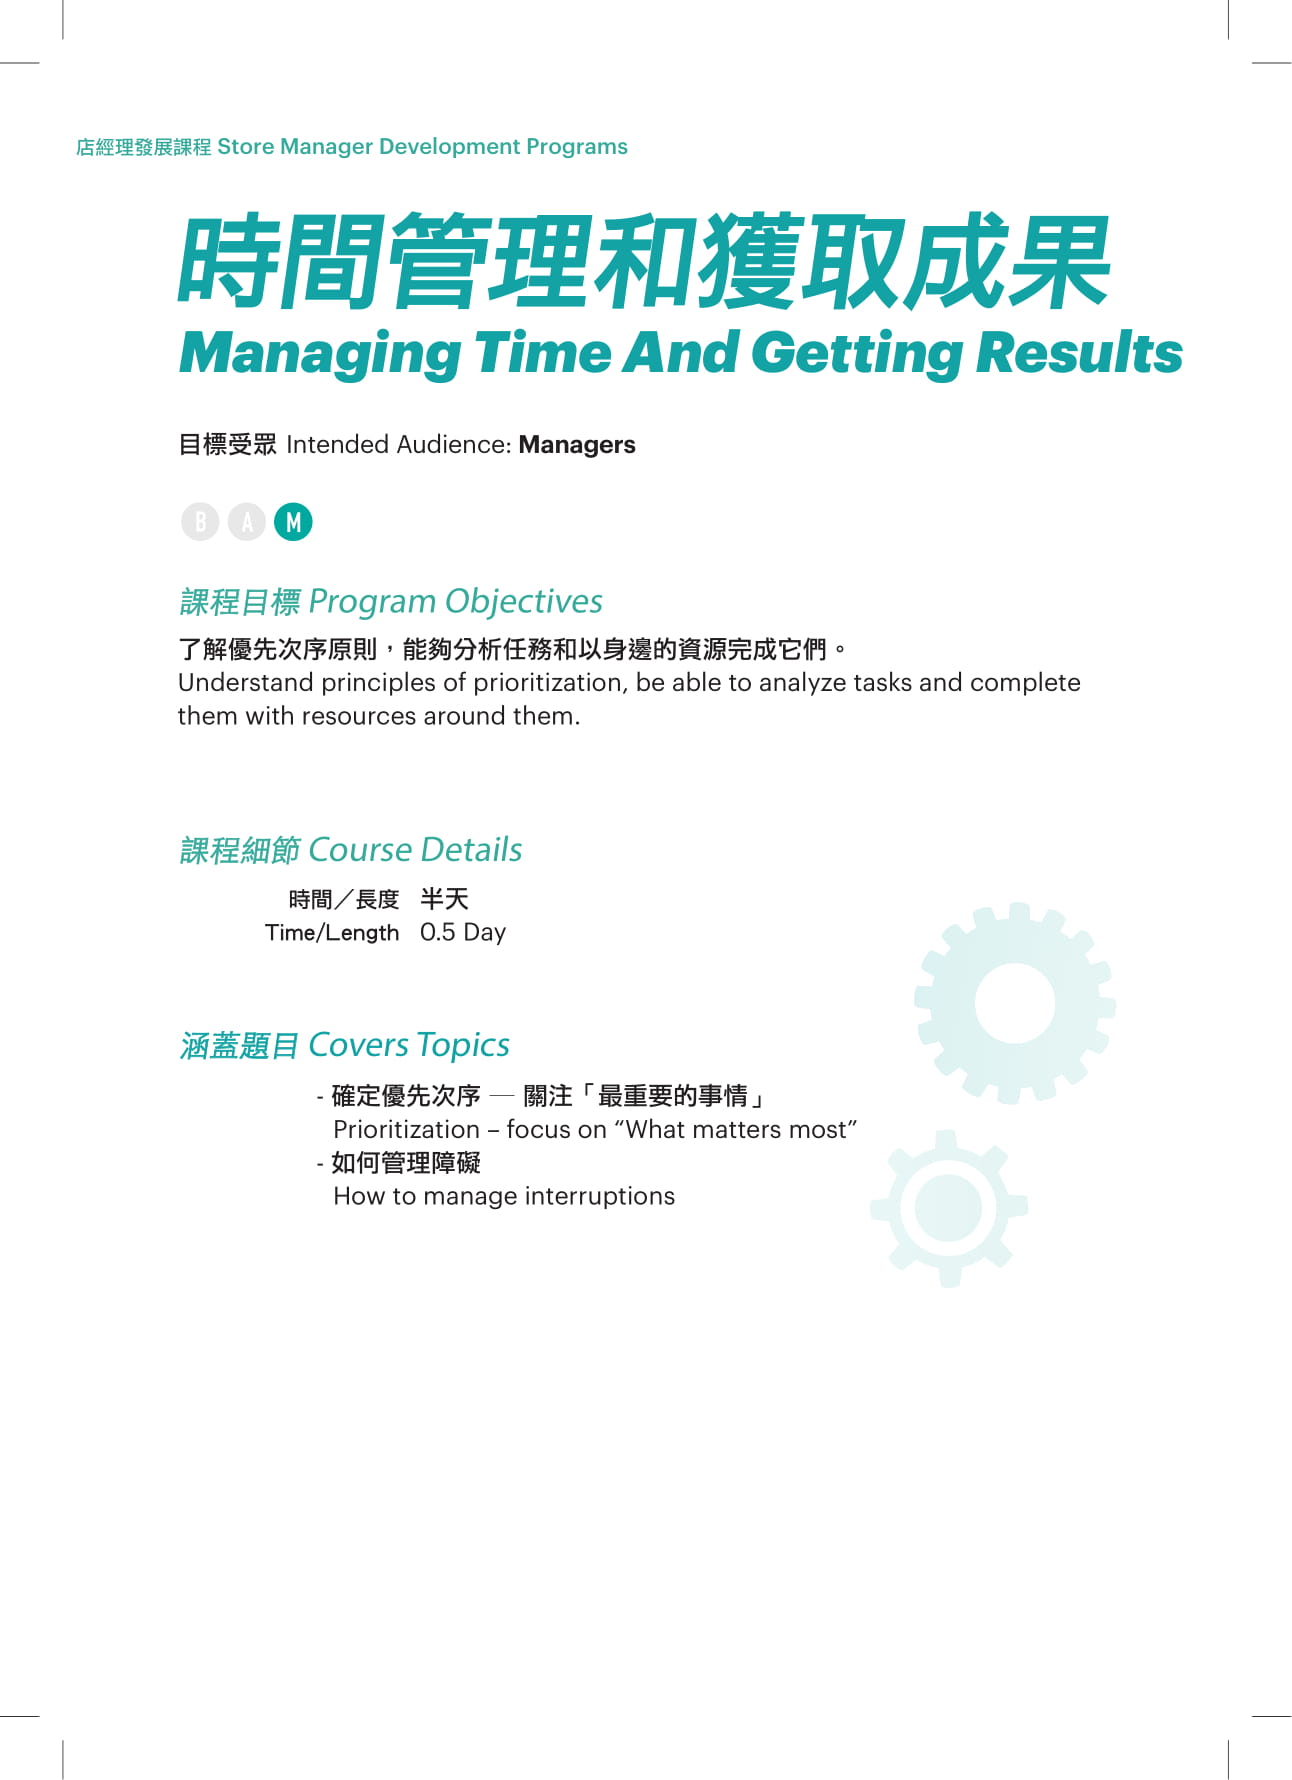 店經理發展課程 Store Manager Development Programs
時間管理和獲取成果
Managing Time And Getting Results
目標受眾 Intended Audience: Managers
B A M
課程目標 Program Objectives
了解優先次序原則，能夠分析任務和以身邊的資源完成它們。
Understand principles of prioritization, be able to analyze tasks and complete
them with resources around them.
課程細節 Course Details
時間／長度 半天
Time/Length 0.5 Day
涵蓋題目 Covers Topics
- 確定優先次序 — 關注「最重要的事情」
Prioritization – focus on “What matters most”
- 如何管理障礙
How to manage interruptions